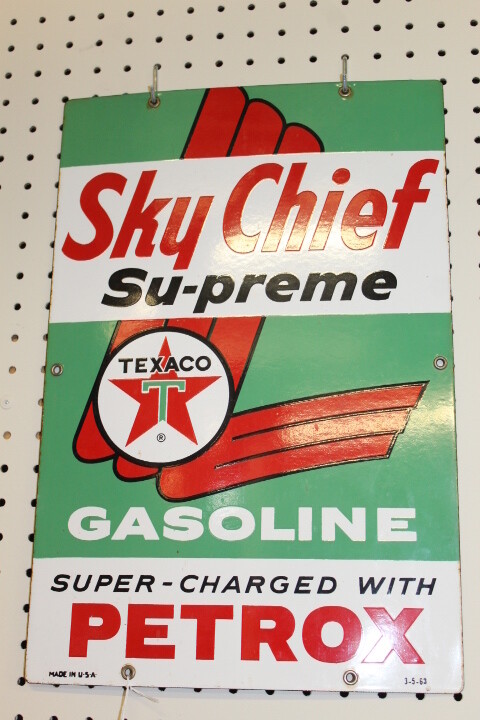 Sky Chief
Su-preme
TEXACO
T
®
GASOLINE
SUPER-CHARGED WITH
PETROX
MADE IN U.S.A 3-5-63